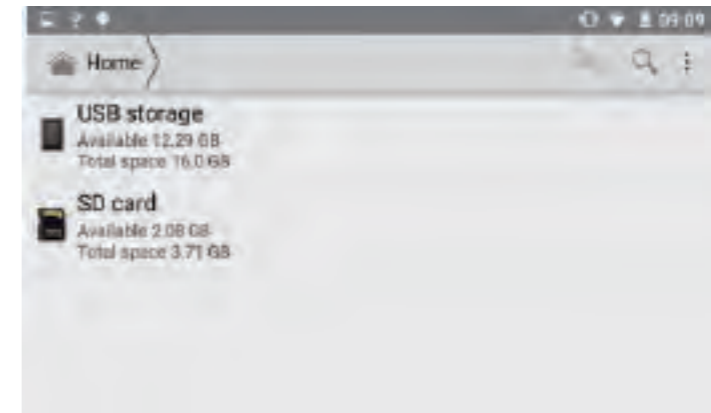 09:09
Home
USB storage
Available 12.29 GB
Total space 16.0 GB
SD card
Available 2.08 GB
Total space 3.71 GB